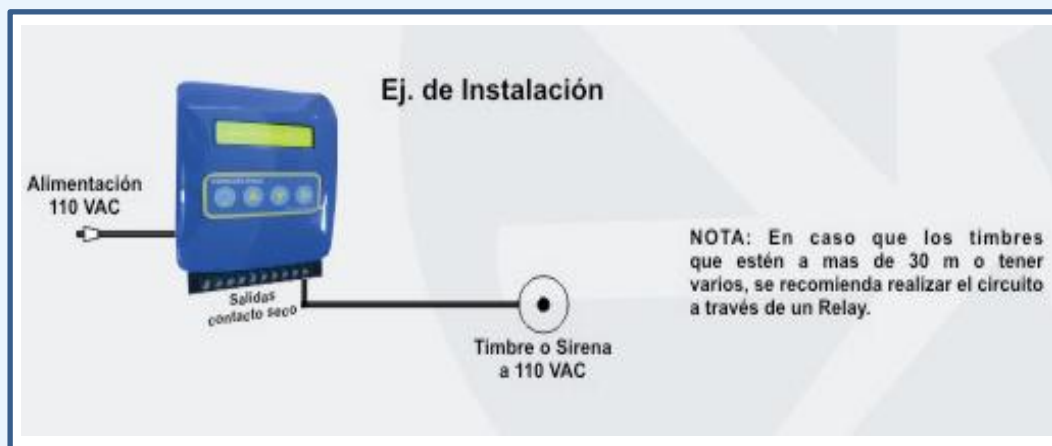 Ej. de Instalación
Alimentación
110 VAC
Salidas
contacto seco
Timbre o Sirena
a 110 VAC
NOTA: En caso que los timbres
que estén a mas de 30 m o tener
varios, se recomienda realizar el circuito
a través de un Relay.